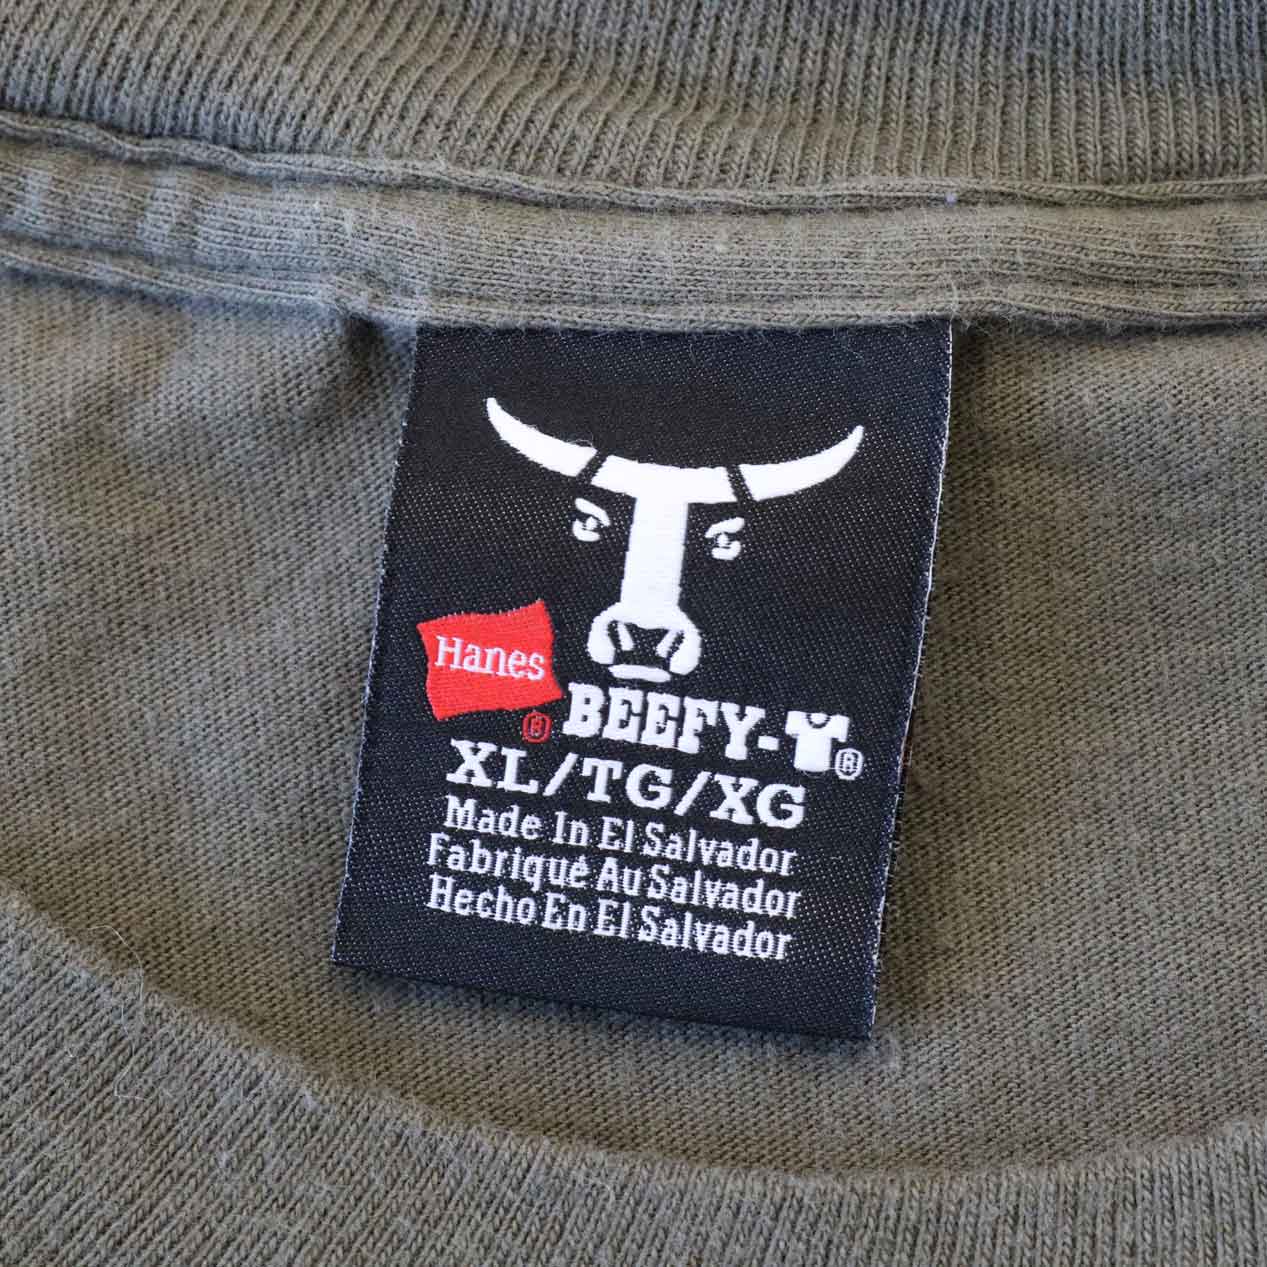 Hanes
®
BEEFY-T®
XL/TG/XG
Made In El Salvador
Fabriqué Au Salvador
Hecho En El Salvador